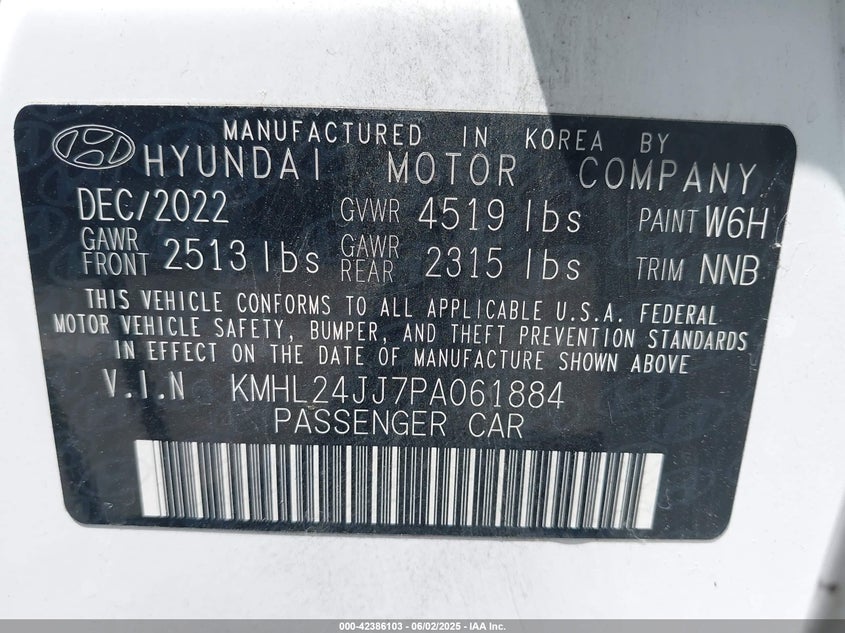 MANUFACTURED IN KOREA BY
HYUNDAI MOTOR COMPANY
DEC/2022 GVWR 4519 lbs PAINT W6H
GAWR FRONT 2513 lbs GAWR REAR 2315 lbs TRIM NNB
THIS VEHICLE CONFORMS TO ALL APPLICABLE U.S.A. FEDERAL
MOTOR VEHICLE SAFETY, BUMPER, AND THEFT PREVENTION STANDARDS
IN EFFECT ON THE DATE OF MANUFACTURE SHOWN ABOVE.
V.I.N KMHL24JJ7PA061884
PASSENGER CAR
000-42386103 - 06/02/2025 - IAA Inc.